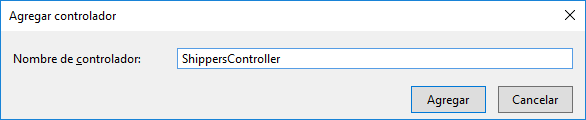 Agregar controlador
Nombre de controlador: ShippersController
Agregar Cancelar